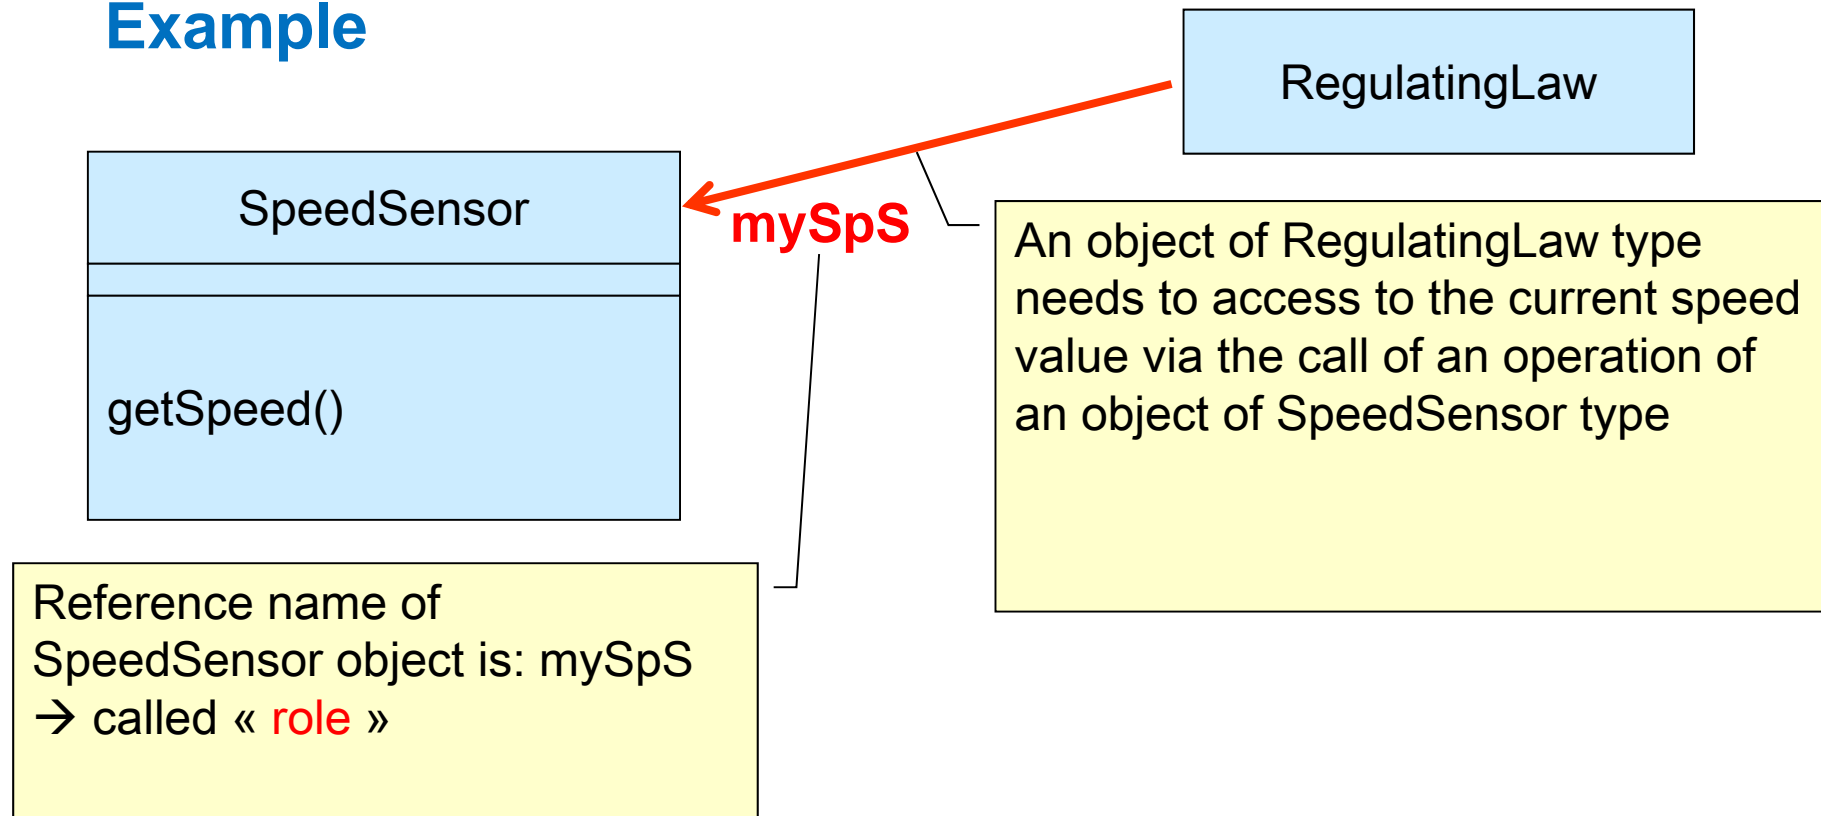 Example
RegulatingLaw
SpeedSensor
mySpS
getSpeed()
An object of RegulatingLaw type
needs to access to the current speed
value via the call of an operation of
an object of SpeedSensor type
Reference name of
SpeedSensor object is: mySpS
→ called « role »